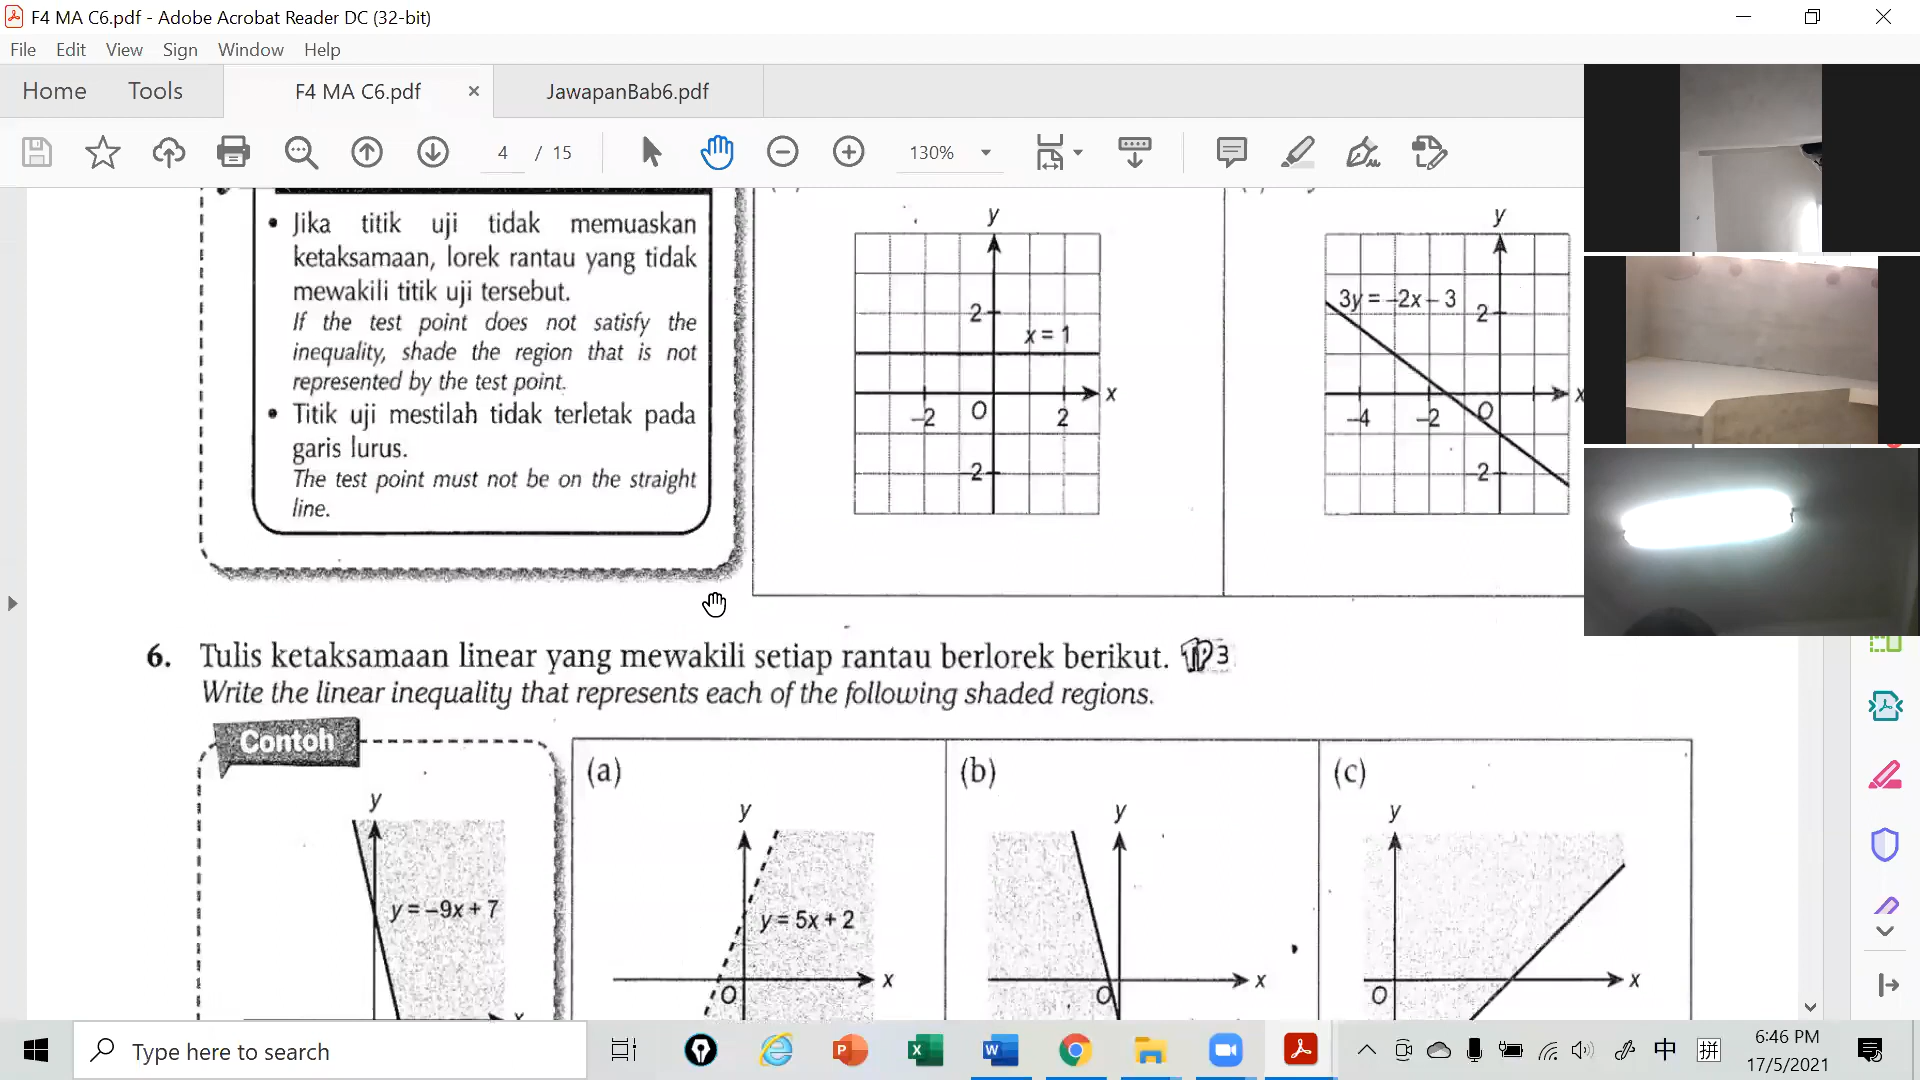 F4 MA C6.pdf - Adobe Acrobat Reader DC (32-bit)
File Edit View Sign Window Help
Home Tools F4 MA C6.pdf × JawapanBab6.pdf
4 / 15 130%
• Jika titik uji tidak memuaskan
ketaksamaan, lorek rantau yang tidak
mewakili titik uji tersebut.
If the test point does not satisfy the
inequality, shade the region that is not
represented by the test point.
• Titik uji mestilah tidak terletak pada
garis lurus.
The test point must not be on the straight
line.
y
2
x = 1
x
-2 O 2
-2
y
3y = -2x - 3 2
x
-4 -2 O
-2
6. Tulis ketaksamaan linear yang mewakili setiap rantau berlorek berikut. TP3
Write the linear inequality that represents each of the following shaded regions.
Contoh
y
y = -9x + 7
x
(a)
y
y = 5x + 2
x
O
(b)
y
x
O
(c)
y
x
O
Type here to search
中
拼
6:46 PM
17/5/2021